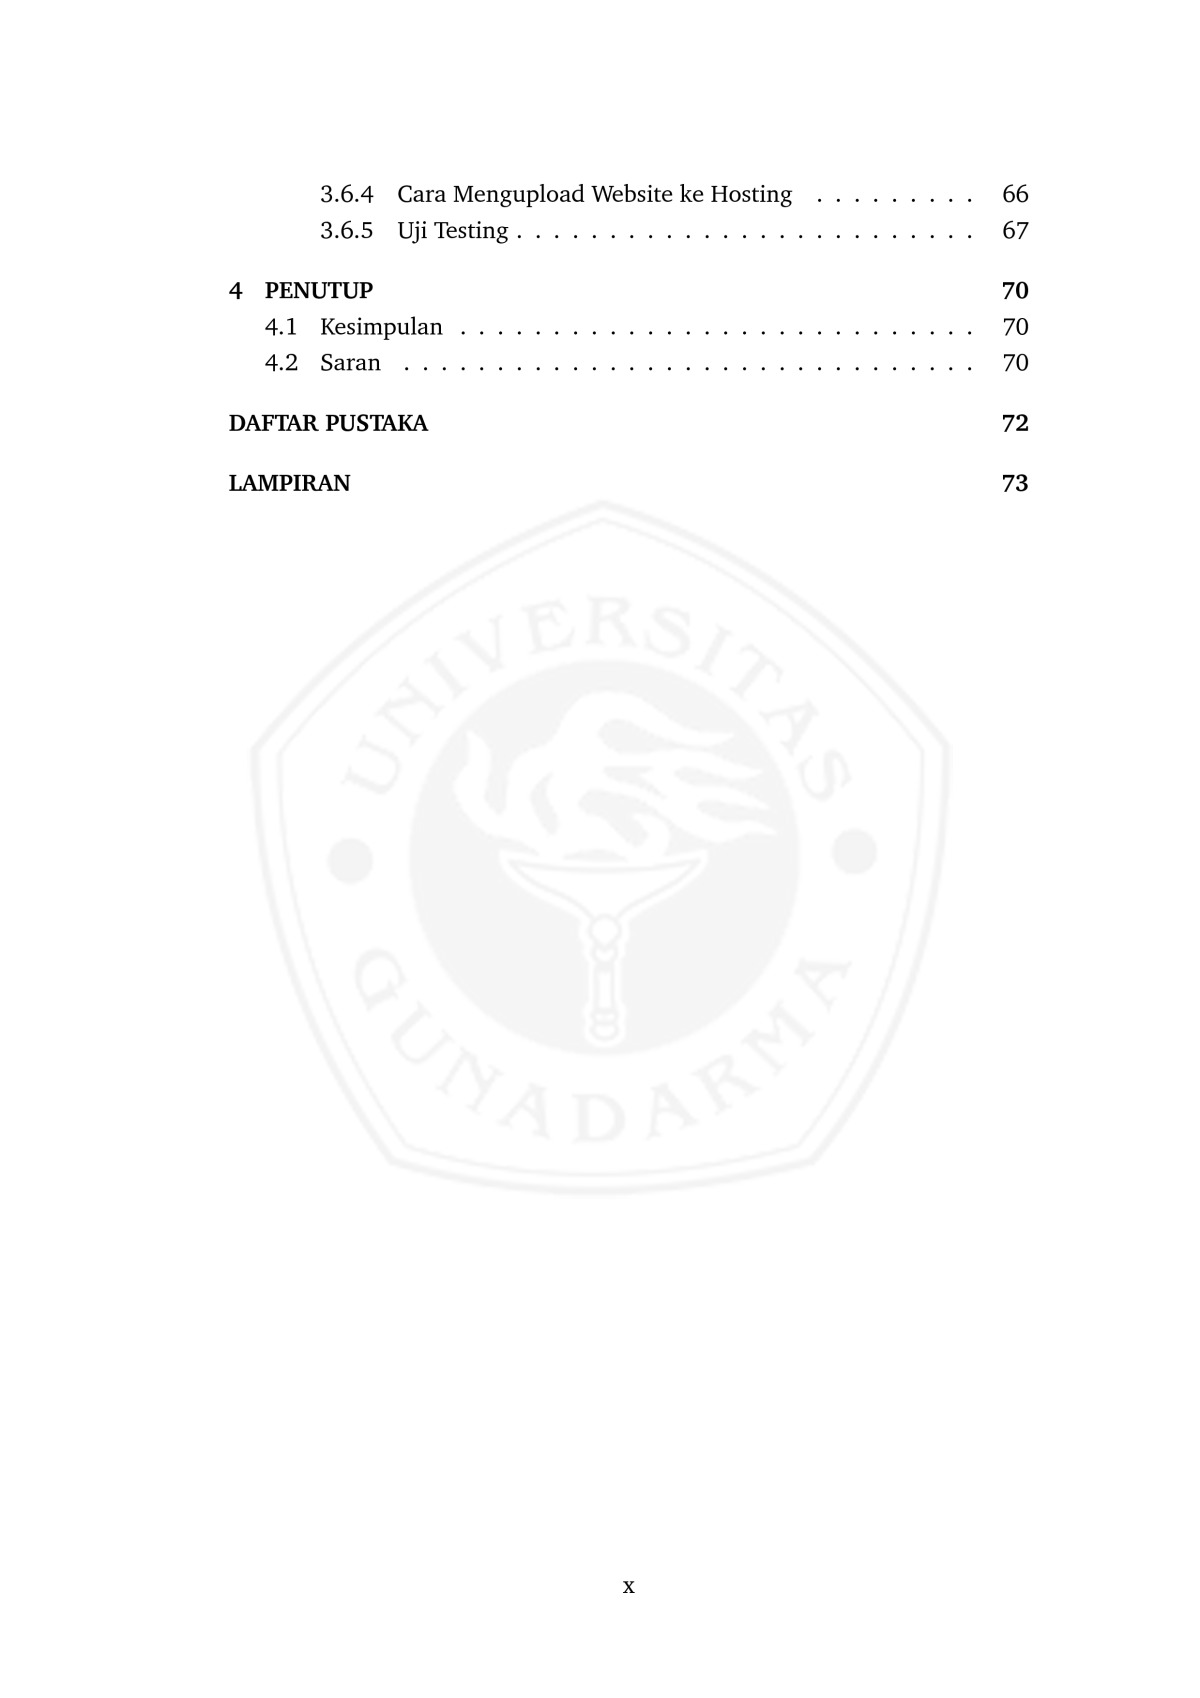 3.6.4 Cara Mengupload Website ke Hosting . . . . . . . . . 66
3.6.5 Uji Testing . . . . . . . . . . . . . . . . . . . . . . . . . 67
4 PENUTUP 70
4.1 Kesimpulan . . . . . . . . . . . . . . . . . . . . . . . . . . . . 70
4.2 Saran . . . . . . . . . . . . . . . . . . . . . . . . . . . . . . . 70
DAFTAR PUSTAKA 72
LAMPIRAN 73
UNIVERSITAS
GUNADARMA
x